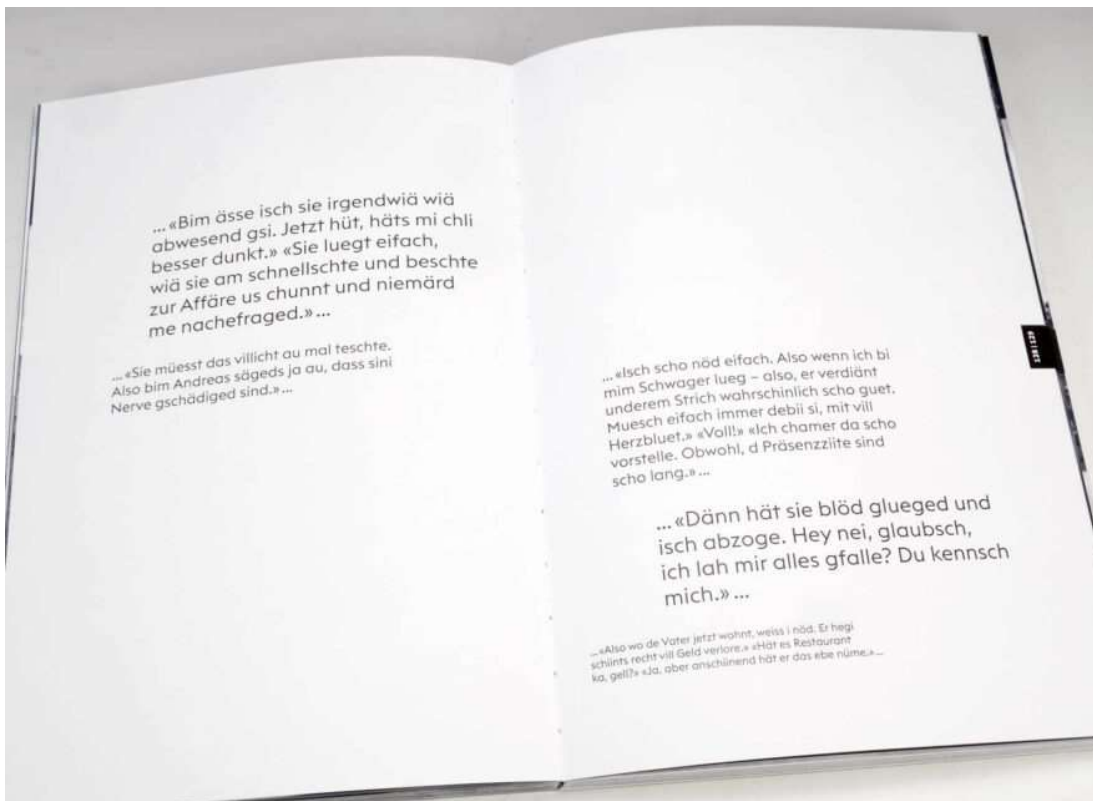 ... «Bim ässe isch sie irgendwiä wiä
abwesend gsi. Jetzt hüt, häts mi chli
besser dunkt.» «Sie luegt eifach,
wiä sie am schnellschte und beschte
zur Affäre us chunnt und niemärd
me nachefraged.» ...
... «Sie müesst das villicht au mal teschte.
Also bim Andreas sägeds ja au, dass sini
Nerve gschädiged sind.» ...
... «Isch scho nöd eifach. Also wenn ich bi
mim Schwager lueg – also, er verdiänt
underem Strich wahrschinlich scho guet.
Muesch eifach immer debii si, mit vill
Herzbluet.» «Voll!» «Ich chamer da scho
vorstelle. Obwohl, d Präsenzziite sind
scho lang.» ...
... «Dänn hät sie blöd glueged und
isch abzoge. Hey nei, glaubsch,
ich lah mir alles gfalle? Du kennsch
mich.» ...
... «Also wo de Vater jetzt wohnt, weiss i nöd. Er hegi
schiints recht vill Geld verlore.» «Hät es Restaurant
ka, gell?» «Ja, aber anschiinend hät er das ebe nüme.» ...
128 | 129